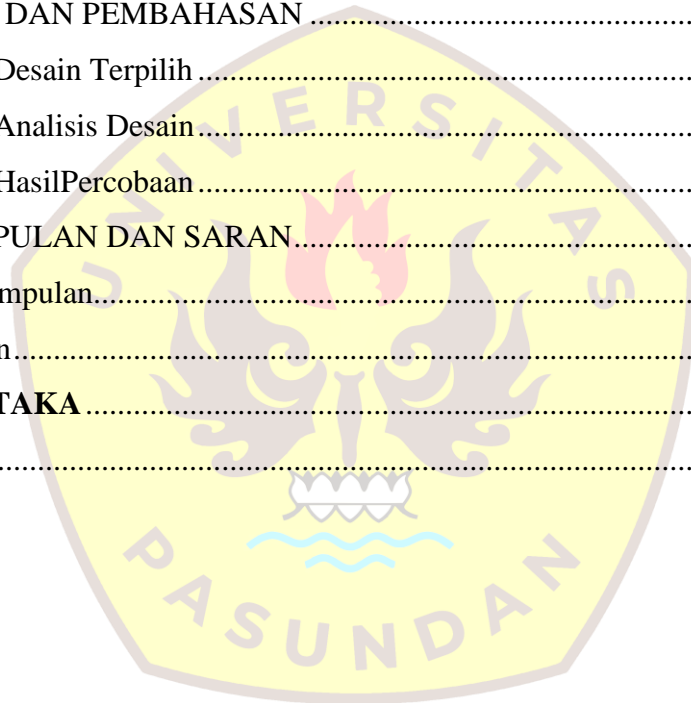 DAN PEMBAHASAN ................................................
Desain Terpilih ................................................................
Analisis Desain ................................................................
HasilPercobaan ................................................................
PULAN DAN SARAN ..................................................
mpulan ............................................................................
n ......................................................................................
TAKA .............................................................................
........................................................................................
UNIVERSITAS
PASUNDAN